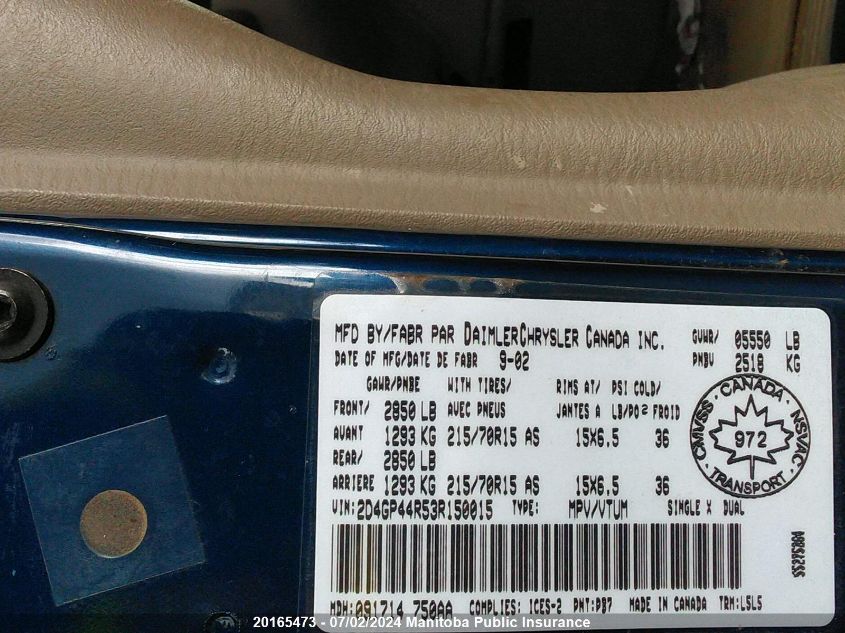 MFD BY/FABR PAR DAIMLERCHRYSLER CANADA INC. GVWR/ 05550 LB
DATE OF MFG/DATE DE FABR 9-02 PNBV 2518 KG
GAWR/PNBE WITH TIRES/ RIMS AT/ PSI COLD/
FRONT/ 2850 LB AVEC PNEUS JANTES A LB/PO2 FROID
AVANT 1293 KG 215/70R15 AS 15X6.5 36
REAR/ 2850 LB
ARRIERE 1293 KG 215/70R15 AS 15X6.5 36
VIN: 2D4GP44R53R150015 TYPE: MPV/VTUM SINGLE X DUAL
CMVSS · CANADA · NSVAC
972
TRANSPORT
MDH: 091714 750AA COMPLIES: ICES-2 PNT: PB7 MADE IN CANADA TRM: L5L5
20165473 - 07/02/2024 Manitoba Public Insurance